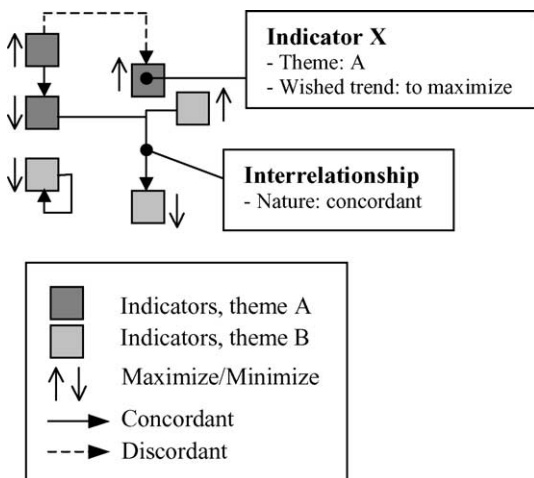 Indicator X
- Theme: A
- Wished trend: to maximize
Interrelationship
- Nature: concordant
Indicators, theme A
Indicators, theme B
Maximize/Minimize
Concordant
Discordant